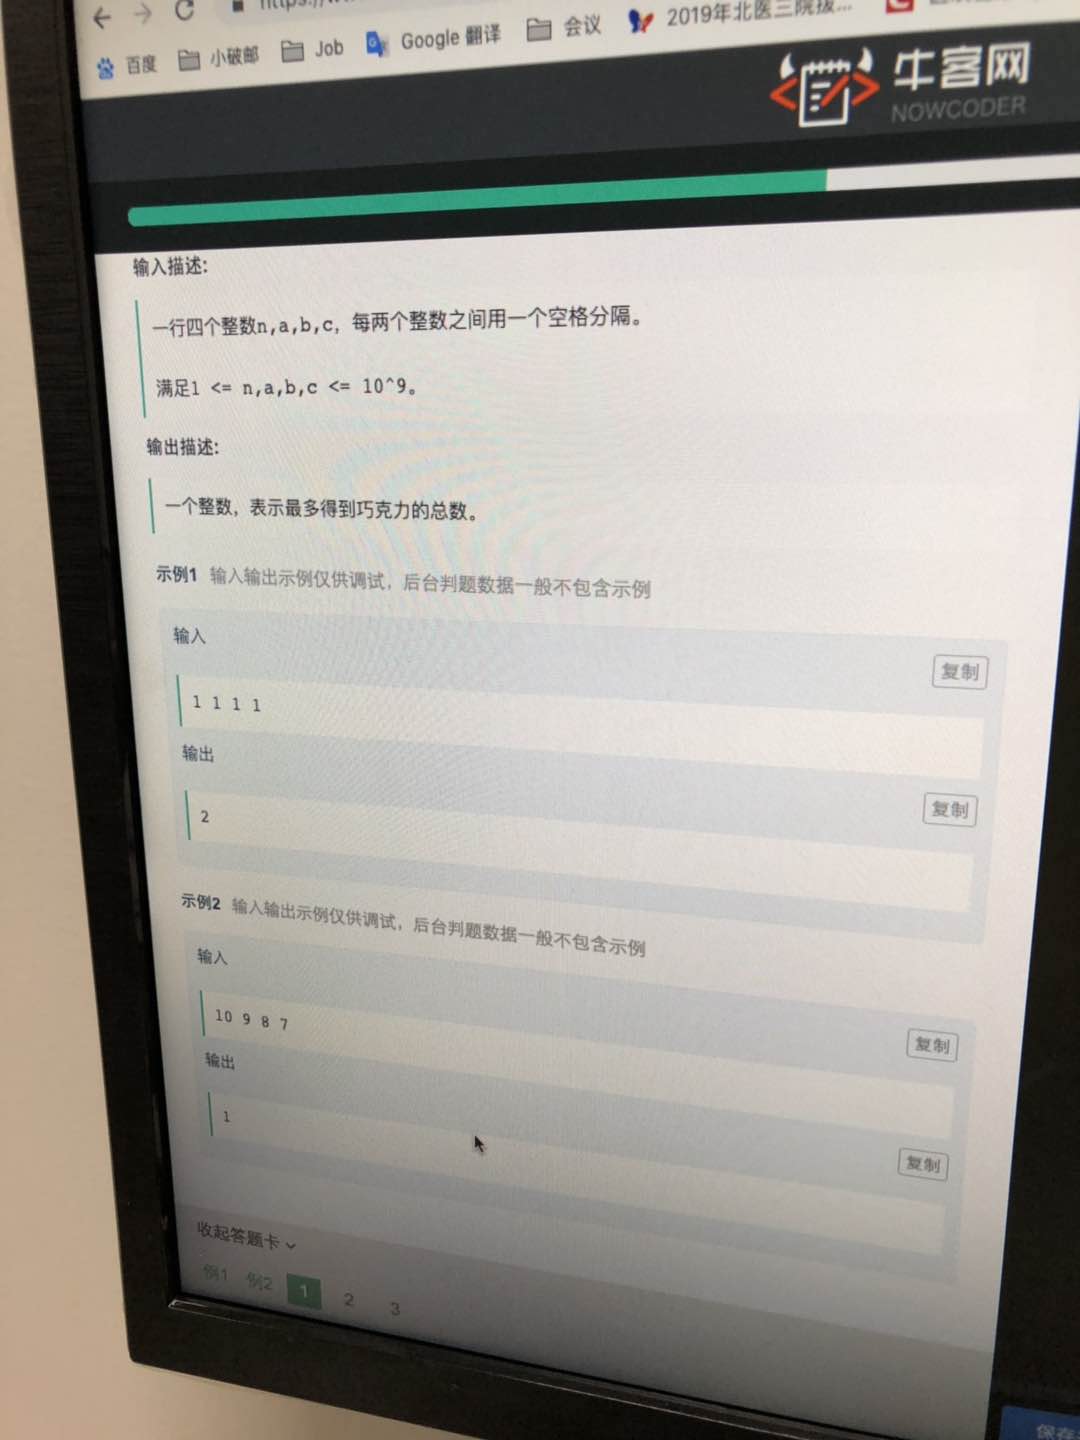 百度 小破邮 Job Google 翻译 会议 2019年北医三院拔...
牛客网
NOWCODER
输入描述:
一行四个整数n,a,b,c，每两个整数之间用一个空格分隔。
满足1 <= n,a,b,c <= 10^9。
输出描述:
一个整数，表示最多得到巧克力的总数。
示例1 输入输出示例仅供调试，后台判题数据一般不包含示例
输入
复制
1 1 1 1
输出
复制
2
示例2 输入输出示例仅供调试，后台判题数据一般不包含示例
输入
复制
10 9 8 7
输出
复制
1
收起答题卡
例1 例2 1 2 3
保存